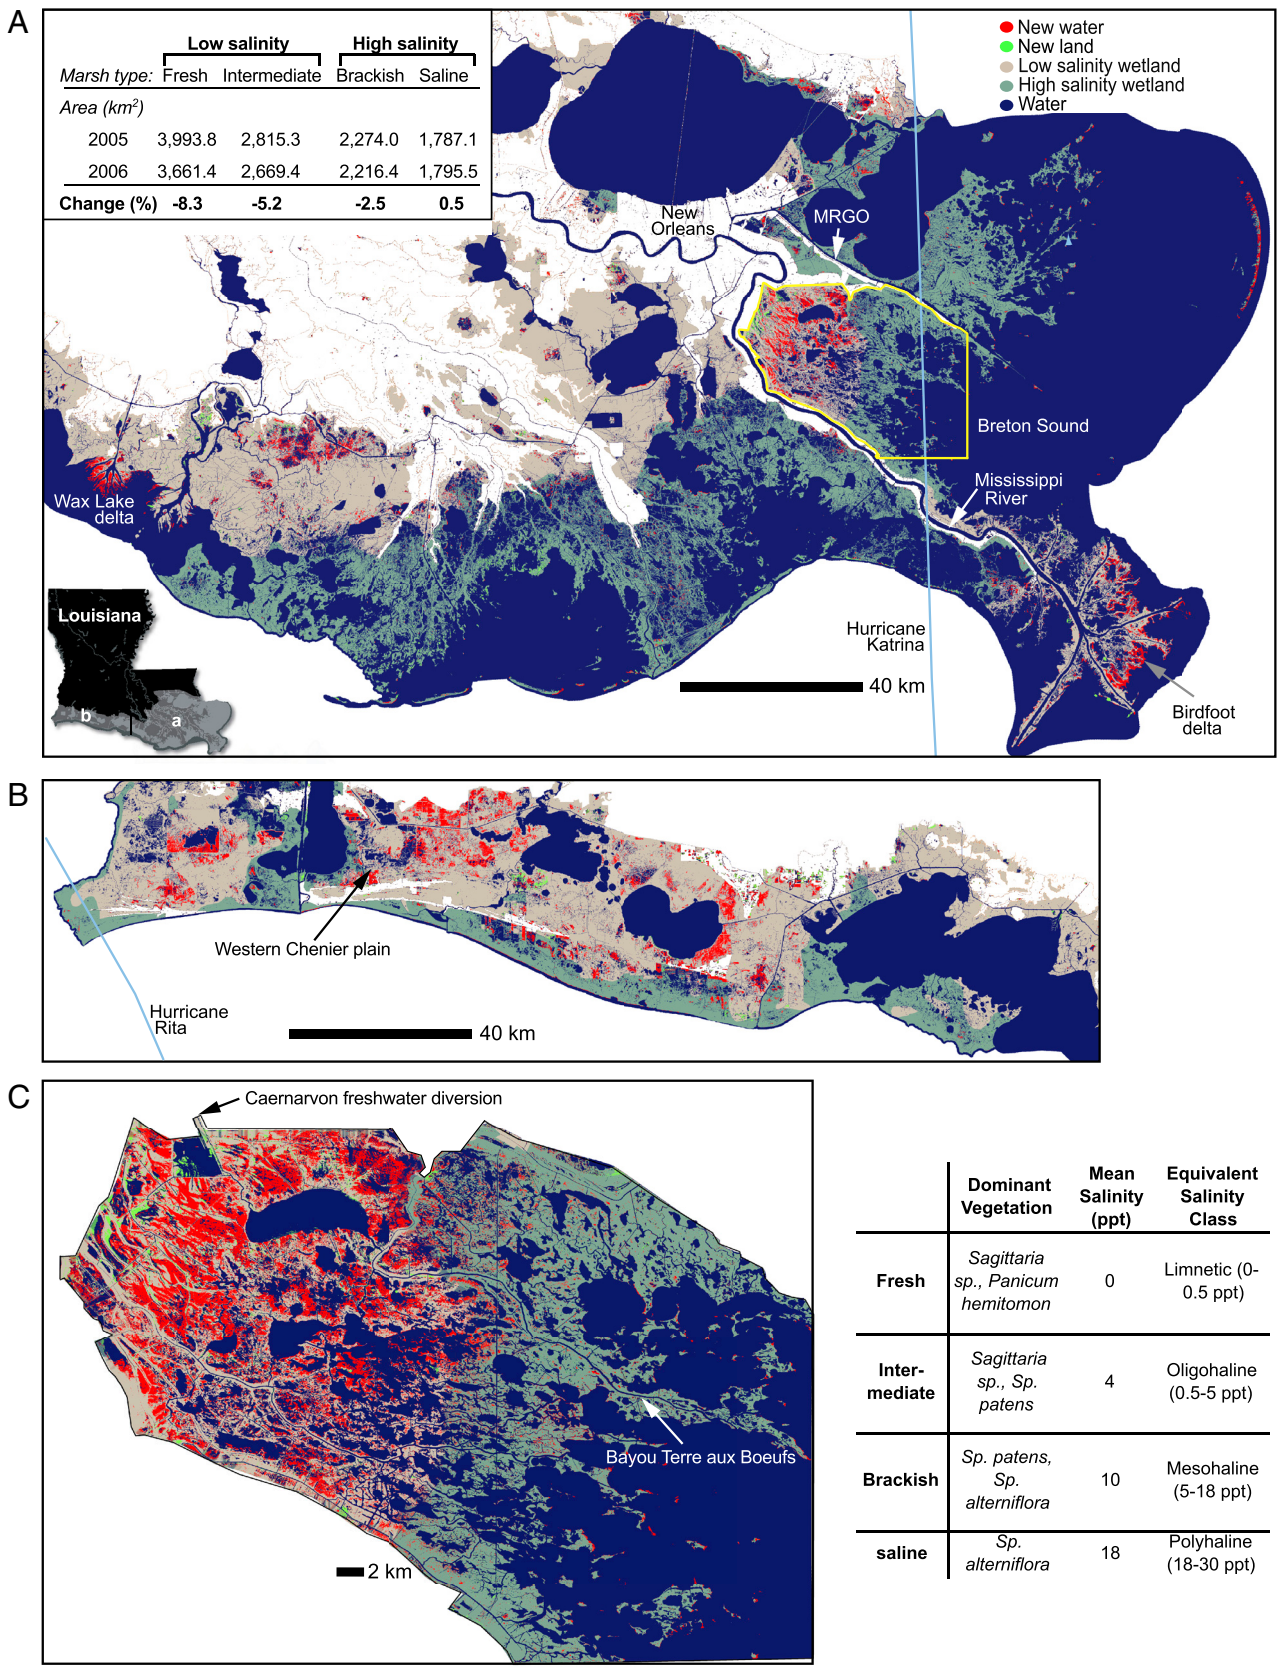 A
Low salinity High salinity
Marsh type: Fresh Intermediate Brackish Saline
Area (km²)
2005 3,993.8 2,815.3 2,274.0 1,787.1
2006 3,661.4 2,669.4 2,216.4 1,795.5
Change (%) -8.3 -5.2 -2.5 0.5
New water
New land
Low salinity wetland
High salinity wetland
Water
New
Orleans
MRGO
Breton Sound
Mississippi
River
Wax Lake
delta
Louisiana
b
a
Hurricane
Katrina
40 km
Birdfoot
delta
B
Western Chenier plain
Hurricane
Rita
40 km
C
Caernarvon freshwater diversion
Bayou Terre aux Boeufs
2 km
Dominant
Vegetation
Mean
Salinity
(ppt)
Equivalent
Salinity
Class
Fresh
Sagittaria
sp., Panicum
hemitomon
0
Limnetic (0-
0.5 ppt)
Inter-
mediate
Sagittaria
sp., Sp.
patens
4
Oligohaline
(0.5-5 ppt)
Brackish
Sp. patens,
Sp.
alterniflora
10
Mesohaline
(5-18 ppt)
saline
Sp.
alterniflora
18
Polyhaline
(18-30 ppt)